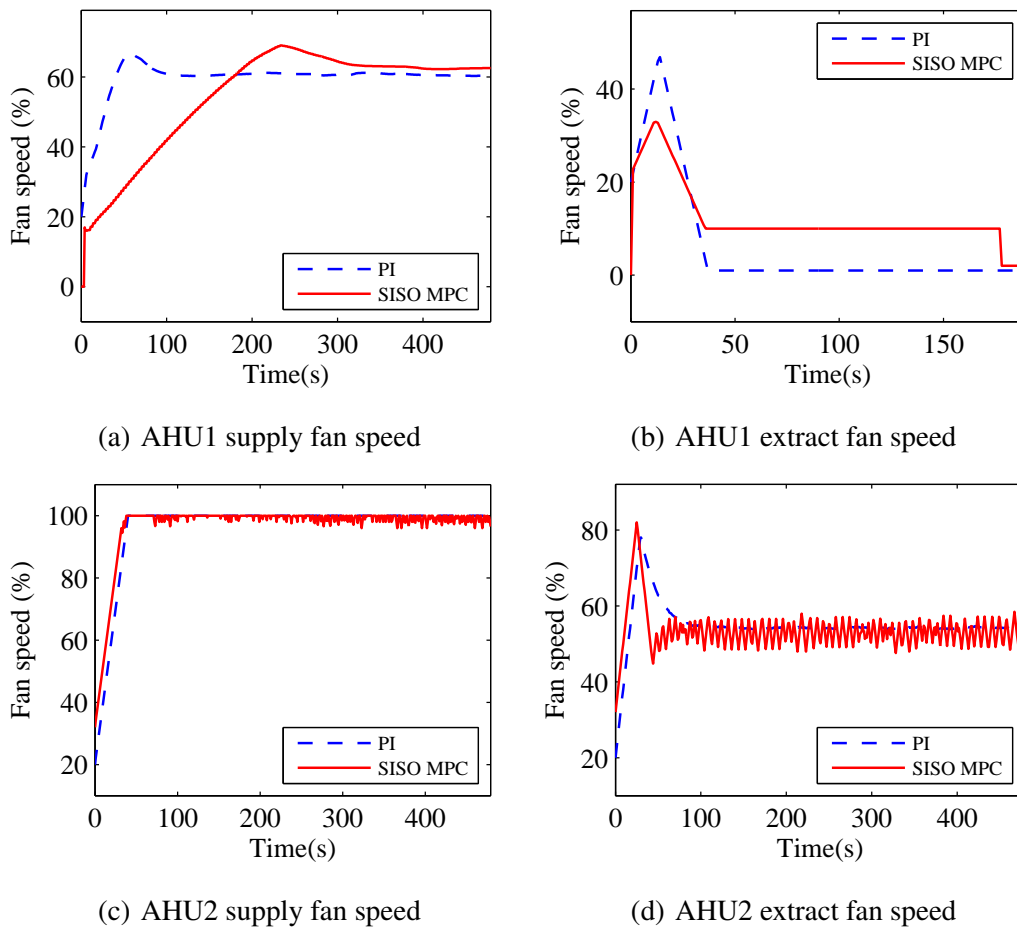 60
40
20
0
0 100 200 300 400
Fan speed (%)
Time(s)
PI
SISO MPC
(a) AHU1 supply fan speed
40
20
0
0 50 100 150
Fan speed (%)
Time(s)
PI
SISO MPC
(b) AHU1 extract fan speed
100
80
60
40
20
0 100 200 300 400
Fan speed (%)
Time(s)
PI
SISO MPC
(c) AHU2 supply fan speed
80
60
40
20
0 100 200 300 400
Fan speed (%)
Time(s)
PI
SISO MPC
(d) AHU2 extract fan speed